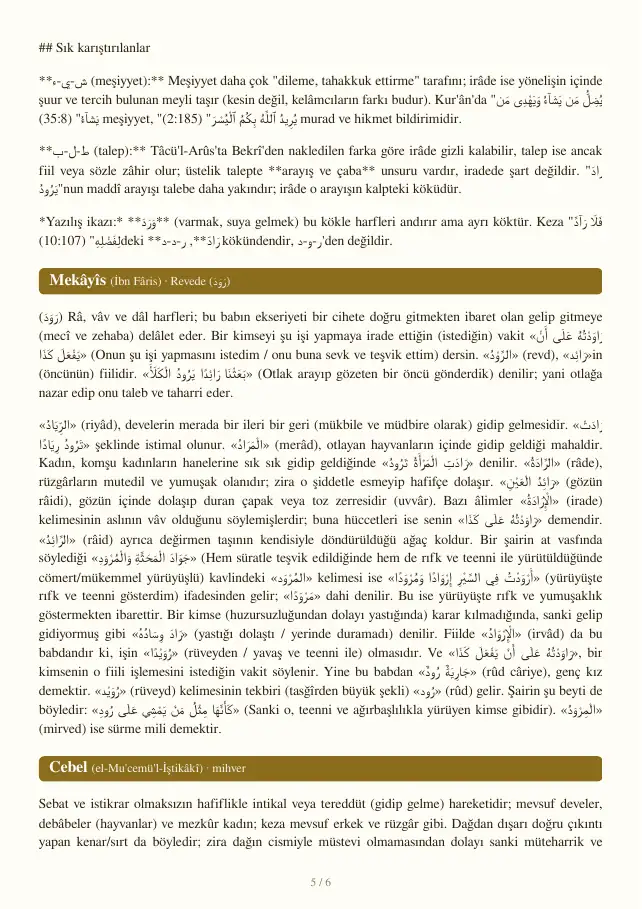 ## Sık karıştırılanlar
**ش-ي-ء (meşiyyet):** Meşiyyet daha çok "dileme, tahakkuk ettirme" tarafını; irâde ise yönelişin içinde
şuur ve tercih bulunan meyli taşır (kesin değil, kelâmcıların farkı budur). Kur'ân'da "يُضِلُّ مَن يَشَآءُ وَيَهْدِى مَن
يَشَآءُ" (35:8) meşiyyet, "يُرِيدُ ٱللَّهُ بِكُمُ ٱلْيُسْرَ" (2:185) murad ve hikmet bildirimidir.
**ط-ل-ب (talep):** Tâcü'l-Arûs'ta Bekrî'den nakledilen farka göre irâde gizli kalabilir, talep ise ancak
fiil veya sözle zâhir olur; üstelik talepte **arayış ve çaba** unsuru vardır, iradede şart değildir. "رَادَ
يَرُودُ"nun maddî arayışı talebe daha yakındır; irâde o arayışın kalpteki köküdür.
*Yazılış ikazı:* **وَرَدَ** (varmak, suya gelmek) bu kökle harfleri andırır ama ayrı köktür. Keza "فَلَا رَآدَّ
لِفَضْلِهِ" (10:107) deki **رَادّ**, ر-د-د kökündendir, ر-و-د'den değildir.
Mekâyîs (İbn Fâris) · Revede (رَوَدَ)
(رَوَدَ) Râ, vâv ve dâl harfleri; bu babın ekseriyeti bir cihete doğru gitmekten ibaret olan gelip gitmeye
(mecî ve zehaba) delâlet eder. Bir kimseyi şu işi yapmaya irade ettiğin (istediğin) vakit «رَاوَدْتُهُ عَلَى أَنْ
يَفْعَلَ كَذَا» (Onun şu işi yapmasını istedim / onu buna sevk ve teşvik ettim) dersin. «الرَّوْدُ» (revd), «رَائِد»in
(öncünün) fiilidir. «بَعَثْنَا رَائِدًا يَرُودُ الْكَلَأَ» (Otlak arayıp gözeten bir öncü gönderdik) denilir; yani otlağa
nazar edip onu taleb ve taharri eder.
«الرِّيَادُ» (riyâd), develerin merada bir ileri bir geri (mükbile ve müdbire olarak) gidip gelmesidir. «رَادَتْ
تَرُودُ رِيَادًا» şeklinde istimal olunur. «الْمَرَادُ» (merâd), otlayan hayvanların içinde gidip geldiği mahaldir.
Kadın, komşu kadınların hanelerine sık sık gidip geldiğinde «رَادَتِ الْمَرْأَةُ تَرُودُ» denilir. «الرَّادَةُ» (râde),
rüzgârların mutedil ve yumuşak olanıdır; zira o şiddetle esmeyip hafifçe dolaşır. «رَائِدُ الْعَيْنِ» (gözün
râidi), gözün içinde dolaşıp duran çapak veya toz zerresidir (uvvâr). Bazı âlimler «الْإِرَادَةُ» (irade)
kelimesinin aslının vâv olduğunu söylemişlerdir; buna hüccetleri ise senin «رَاوَدْتُهُ عَلَى كَذَا» demendir.
«الرَّائِدُ» (râid) ayrıca değirmen taşının kendisiyle döndürüldüğü ağaç koldur. Bir şairin at vasfında
söylediği «جَوَادَ الْمَحَثَّةِ وَالْمُرْوَدِ» (Hem süratle teşvik edildiğinde hem de rıfk ve teenni ile yürütüldüğünde
cömert/mükemmel yürüyüşlü) kavlindeki «المُرْوَد» kelimesi ise «أَرْوَدْتُ فِي السَّيْرِ إِرْوَادًا وَمُرْوَدًا» (yürüyüşte
rıfk ve teenni gösterdim) ifadesinden gelir; «مَرْوَدًا» dahi denilir. Bu ise yürüyüşte rıfk ve yumuşaklık
göstermekten ibarettir. Bir kimse (huzursuzluğundan dolayı yastığında) karar kılmadığında, sanki gelip
gidiyormuş gibi «رَادَ وِسَادُهُ» (yastığı dolaştı / yerinde duramadı) denilir. Fiilde «الْإِرْوَادُ» (irvâd) da bu
babdandır ki, işin «رُوَيْدًا» (rüveyden / yavaş ve teenni ile) olmasıdır. Ve «رَاوَدْتُهُ عَلَى أَنْ يَفْعَلَ كَذَا», bir
kimsenin o fiili işlemesini istediğin vakit söylenir. Yine bu babdan «جَارِيَةٌ رُودٌ» (rûd câriye), genç kız
demektir. «رُوَيْد» (rüveyd) kelimesinin tekbiri (tasğîrden büyük şekli) «رُود» (rûd) gelir. Şairin şu beyti de
böyledir: «كَأَنَّهَا مِثْلُ مَنْ يَمْشِي عَلَى رُودِ» (Sanki o, teenni ve ağırbaşlılıkla yürüyen kimse gibidir). «الْمِرْوَدُ»
(mirved) ise sürme mili demektir.
Cebel (el-Mu'cemü'l-İştikâkî) · mihver
Sebat ve istikrar olmaksızın hafiflikle intikal veya tereddüt (gidip gelme) hareketidir; mevsuf develer,
debâbeler (hayvanlar) ve mezkûr kadın; keza mevsuf erkek ve rüzgâr gibi. Dağdan dışarı doğru çıkıntı
yapan kenar/sırt da böyledir; zira dağın cismiyle müstevi olmamasından dolayı sanki müteharrik ve
5 / 6